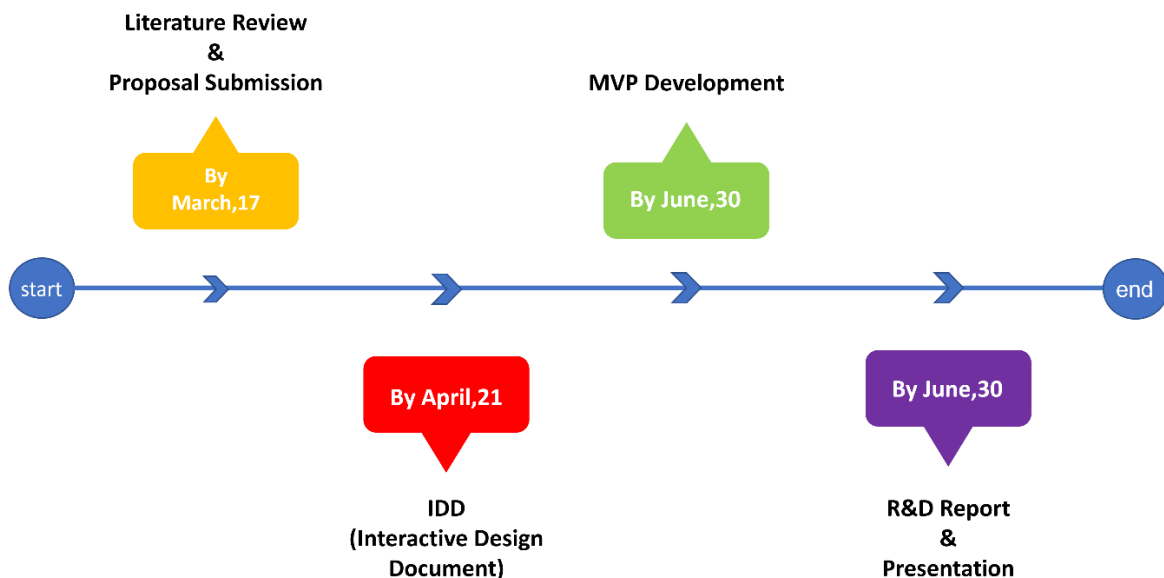 Literature Review
&
Proposal Submission
MVP Development
By
March,17
By June,30
start
end
By April,21
By June,30
IDD
(Interactive Design
Document)
R&D Report
&
Presentation